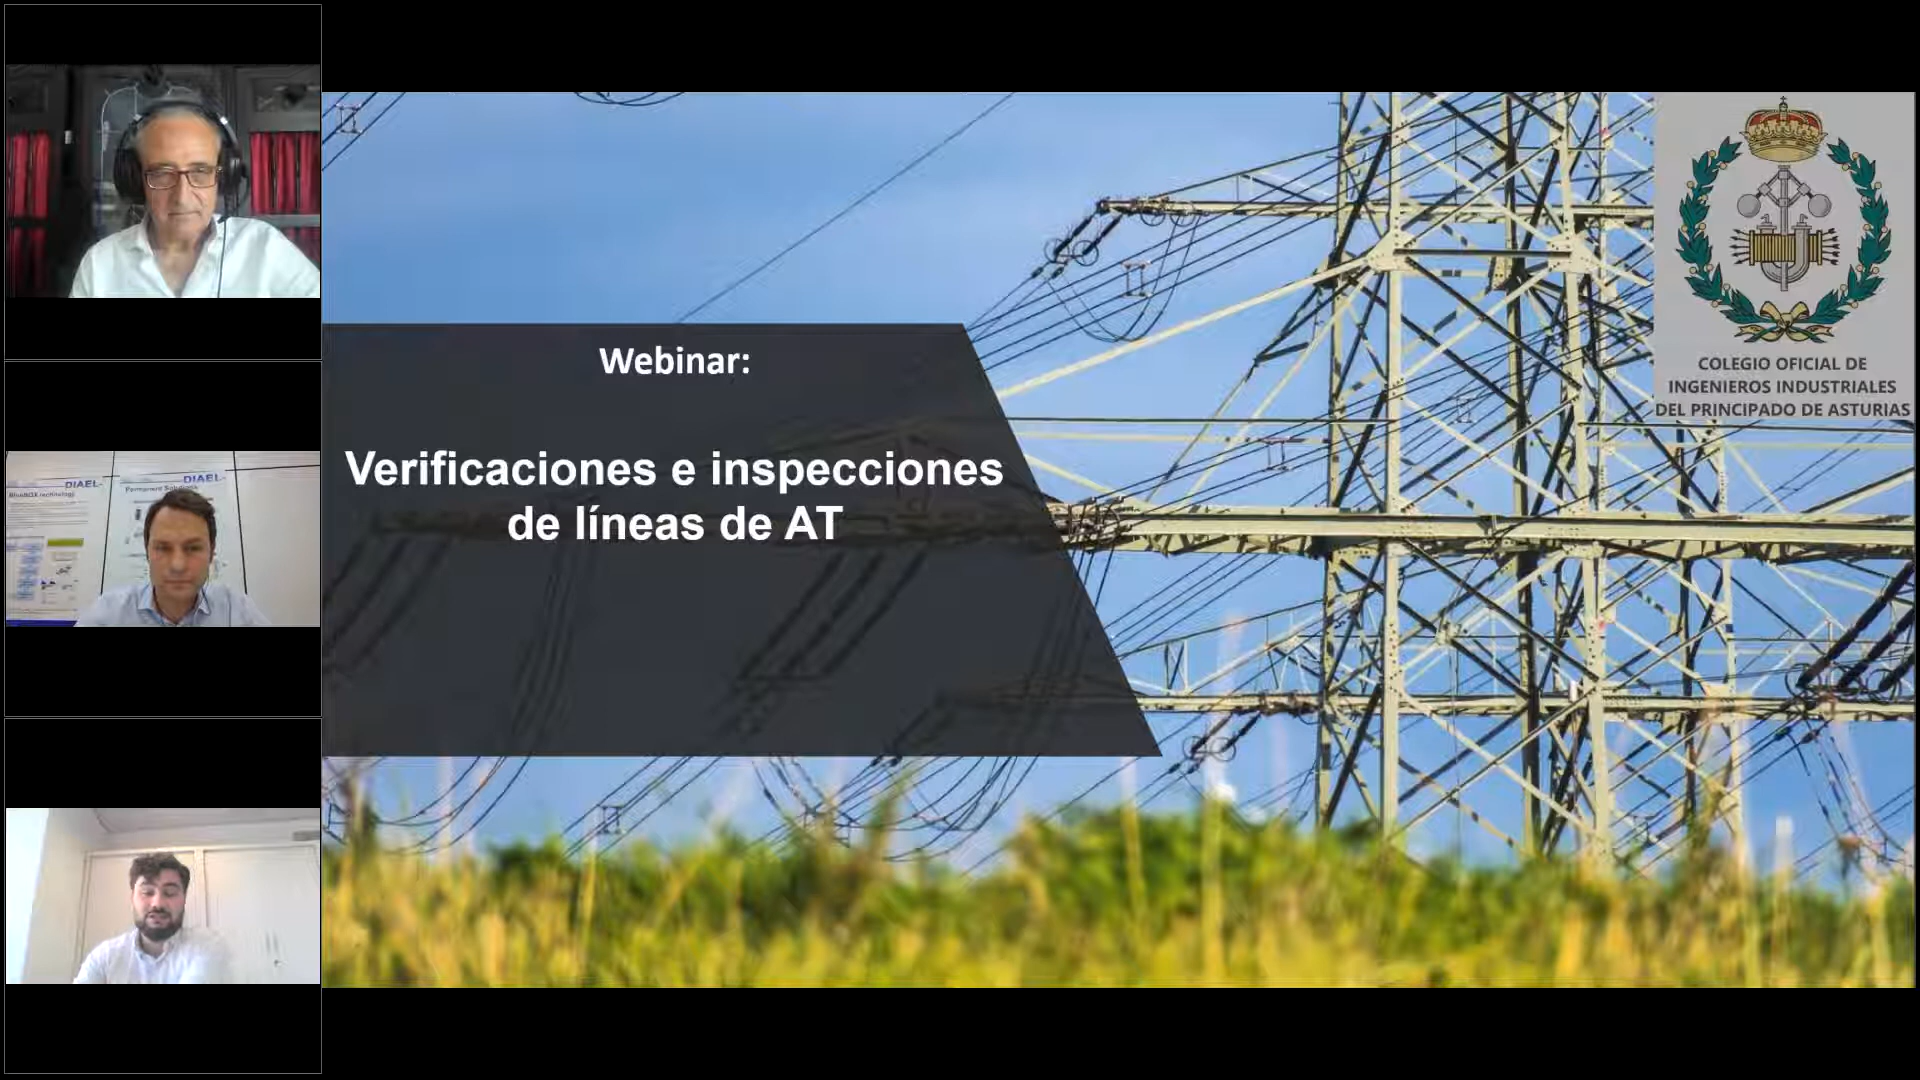 Webinar:
Verificaciones e inspecciones
de líneas de AT
COLEGIO OFICIAL DE
INGENIEROS INDUSTRIALES
DEL PRINCIPADO DE ASTURIAS
DIAEL
DIAEL